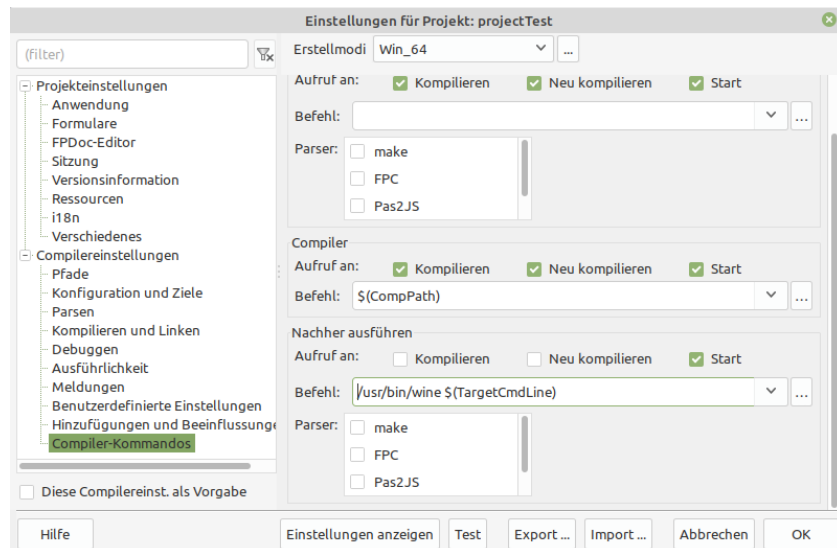 Einstellungen für Projekt: projectTest
(filter)
Projekteinstellungen
Anwendung
Formulare
FPDoc-Editor
Sitzung
Versionsinformation
Ressourcen
i18n
Verschiedenes
Compilereinstellungen
Pfade
Konfiguration und Ziele
Parsen
Kompilieren und Linken
Debuggen
Ausführlichkeit
Meldungen
Benutzerdefinierte Einstellungen
Hinzufügungen und Beeinflussunge
Compiler-Kommandos
Diese Compilereinst. als Vorgabe
Erstellmodi Win_64 ...
Aufruf an: Kompilieren Neu kompilieren Start
Befehl: ...
Parser: make
FPC
Pas2JS
Compiler
Aufruf an: Kompilieren Neu kompilieren Start
Befehl: $(CompPath) ...
Nachher ausführen
Aufruf an: Kompilieren Neu kompilieren Start
Befehl: /usr/bin/wine $(TargetCmdLine) ...
Parser: make
FPC
Pas2JS
Hilfe Einstellungen anzeigen Test Export ... Import ... Abbrechen OK